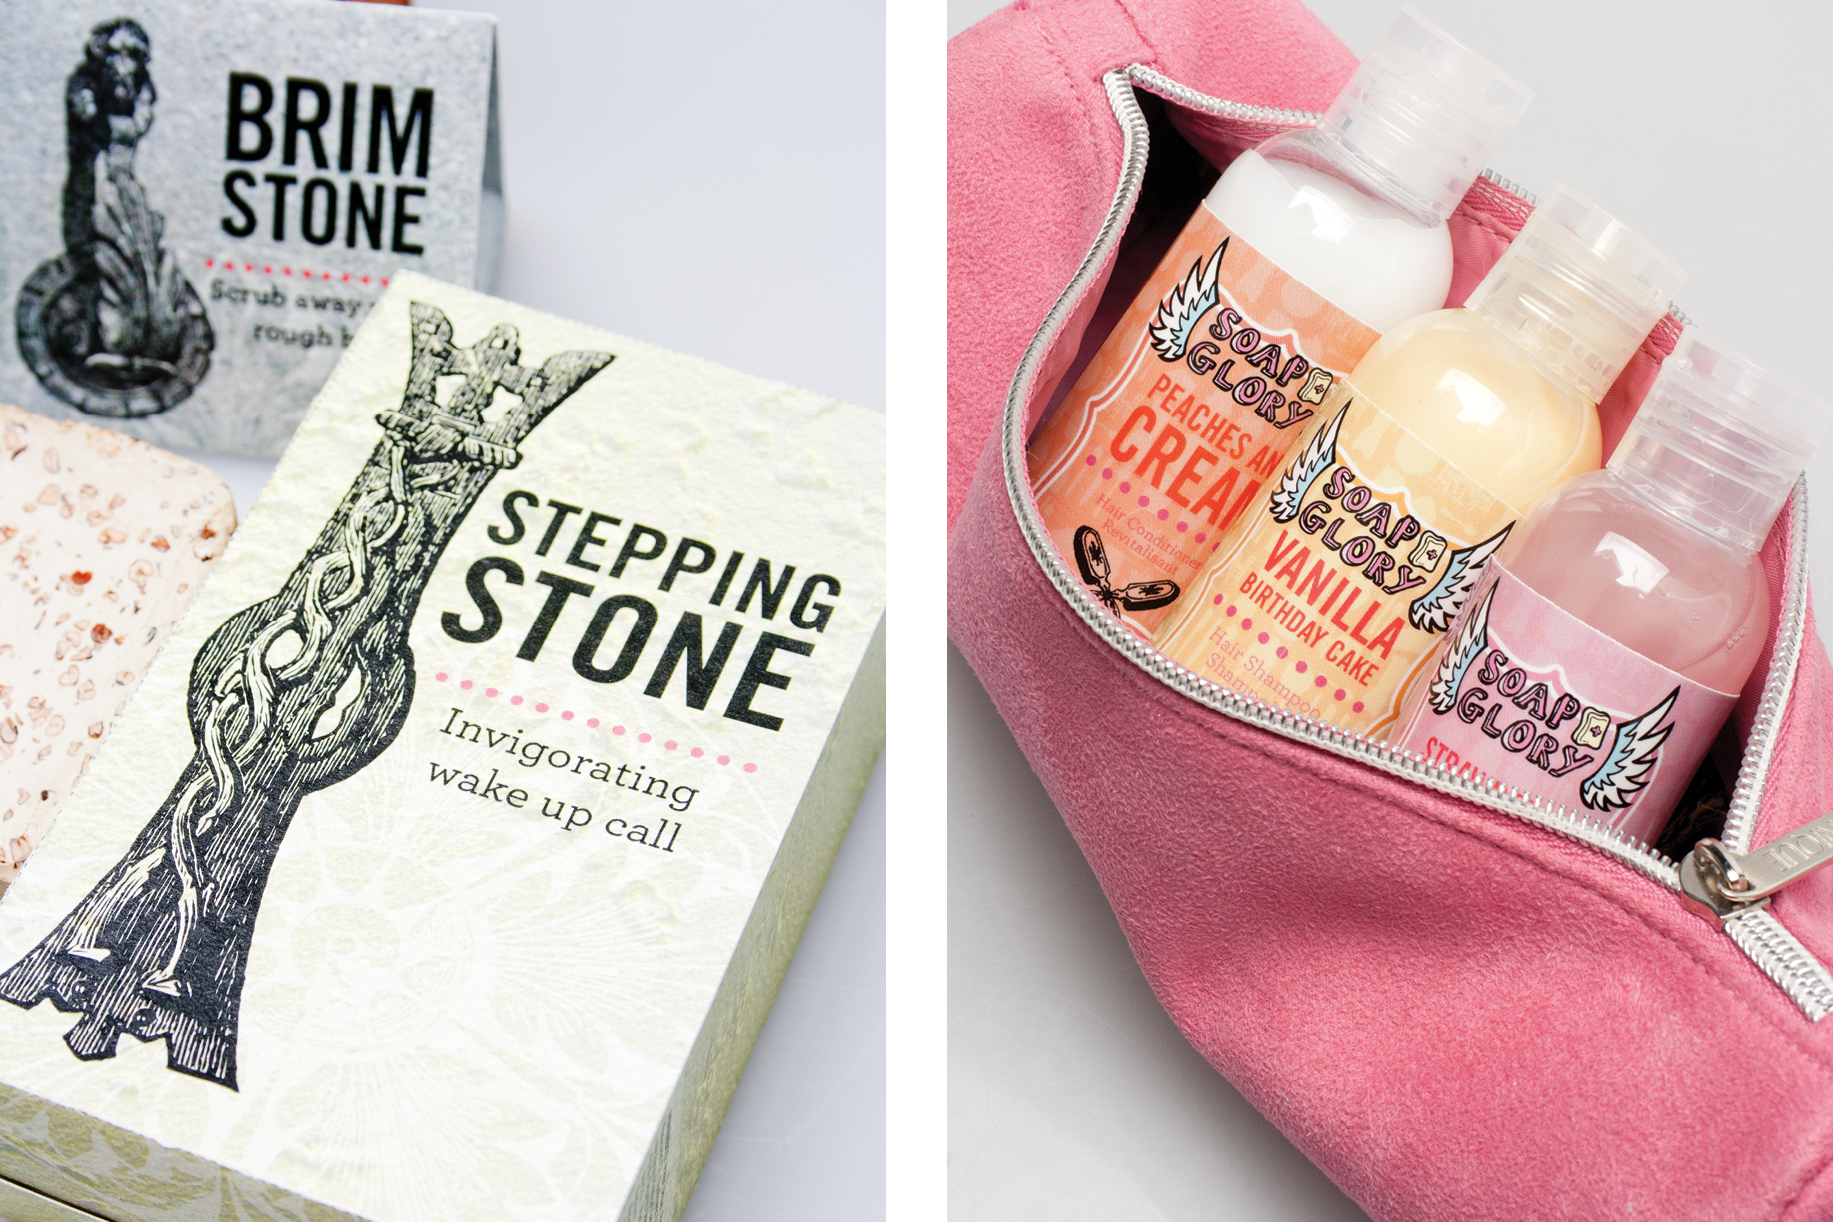 BRIM
STONE
Scrub away
rough
STEPPING
STONE
Invigorating
wake up call
SOAP
GLORY
PEACHES AN
CREAM
Hair Conditioner
Revitalisant
SOAP
GLORY
VANILLA
BIRTHDAY CAKE
Hair Shampoo
Shampooo
SOAP
GLORY